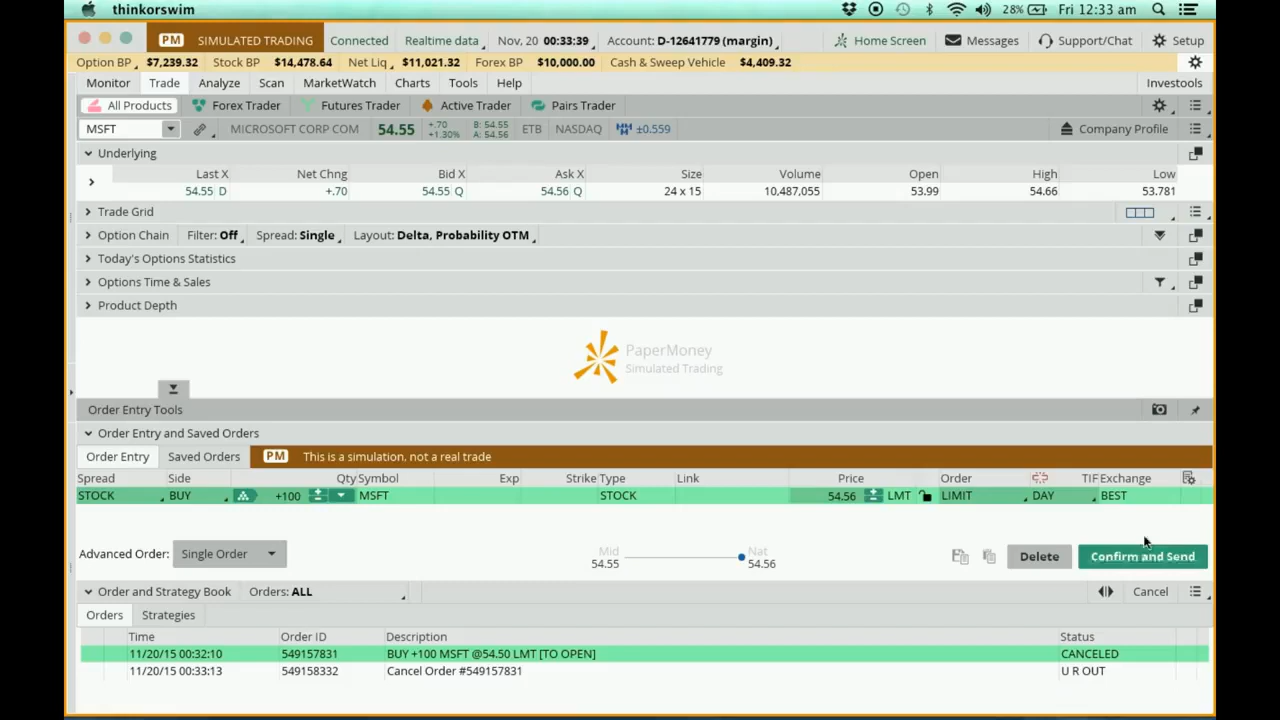 thinkorswim 28% Fri 12:33 am
PM SIMULATED TRADING Connected Realtime data Nov, 20 00:33:39 Account: D-12641779 (margin) Home Screen Messages Support/Chat Setup
Option BP $7,239.32 Stock BP $14,478.64 Net Liq $11,021.32 Forex BP $10,000.00 Cash & Sweep Vehicle $4,409.32
Monitor Trade Analyze Scan MarketWatch Charts Tools Help Investools
All Products Forex Trader Futures Trader Active Trader Pairs Trader
MSFT MICROSOFT CORP COM 54.55 +.70 +1.30% B: 54.55 A: 54.56 ETB NASDAQ ±0.559 Company Profile
Underlying
Last X Net Chng Bid X Ask X Size Volume Open High Low
54.55 D +.70 54.55 Q 54.56 Q 24 x 15 10,487,055 53.99 54.66 53.781
Trade Grid
Option Chain Filter: Off Spread: Single Layout: Delta, Probability OTM
Today's Options Statistics
Options Time & Sales
Product Depth
PaperMoney
Simulated Trading
Order Entry Tools
Order Entry and Saved Orders
Order Entry Saved Orders PM This is a simulation, not a real trade
Spread Side Qty Symbol Exp Strike Type Link Price Order TIF Exchange
STOCK BUY +100 MSFT STOCK 54.56 LMT LIMIT DAY BEST
Advanced Order: Single Order Mid 54.55 Nat 54.56 Delete Confirm and Send
Order and Strategy Book Orders: ALL Cancel
Orders Strategies
Time Order ID Description Status
11/20/15 00:32:10 549157831 BUY +100 MSFT @54.50 LMT [TO OPEN] CANCELED
11/20/15 00:33:13 549158332 Cancel Order #549157831 U R OUT